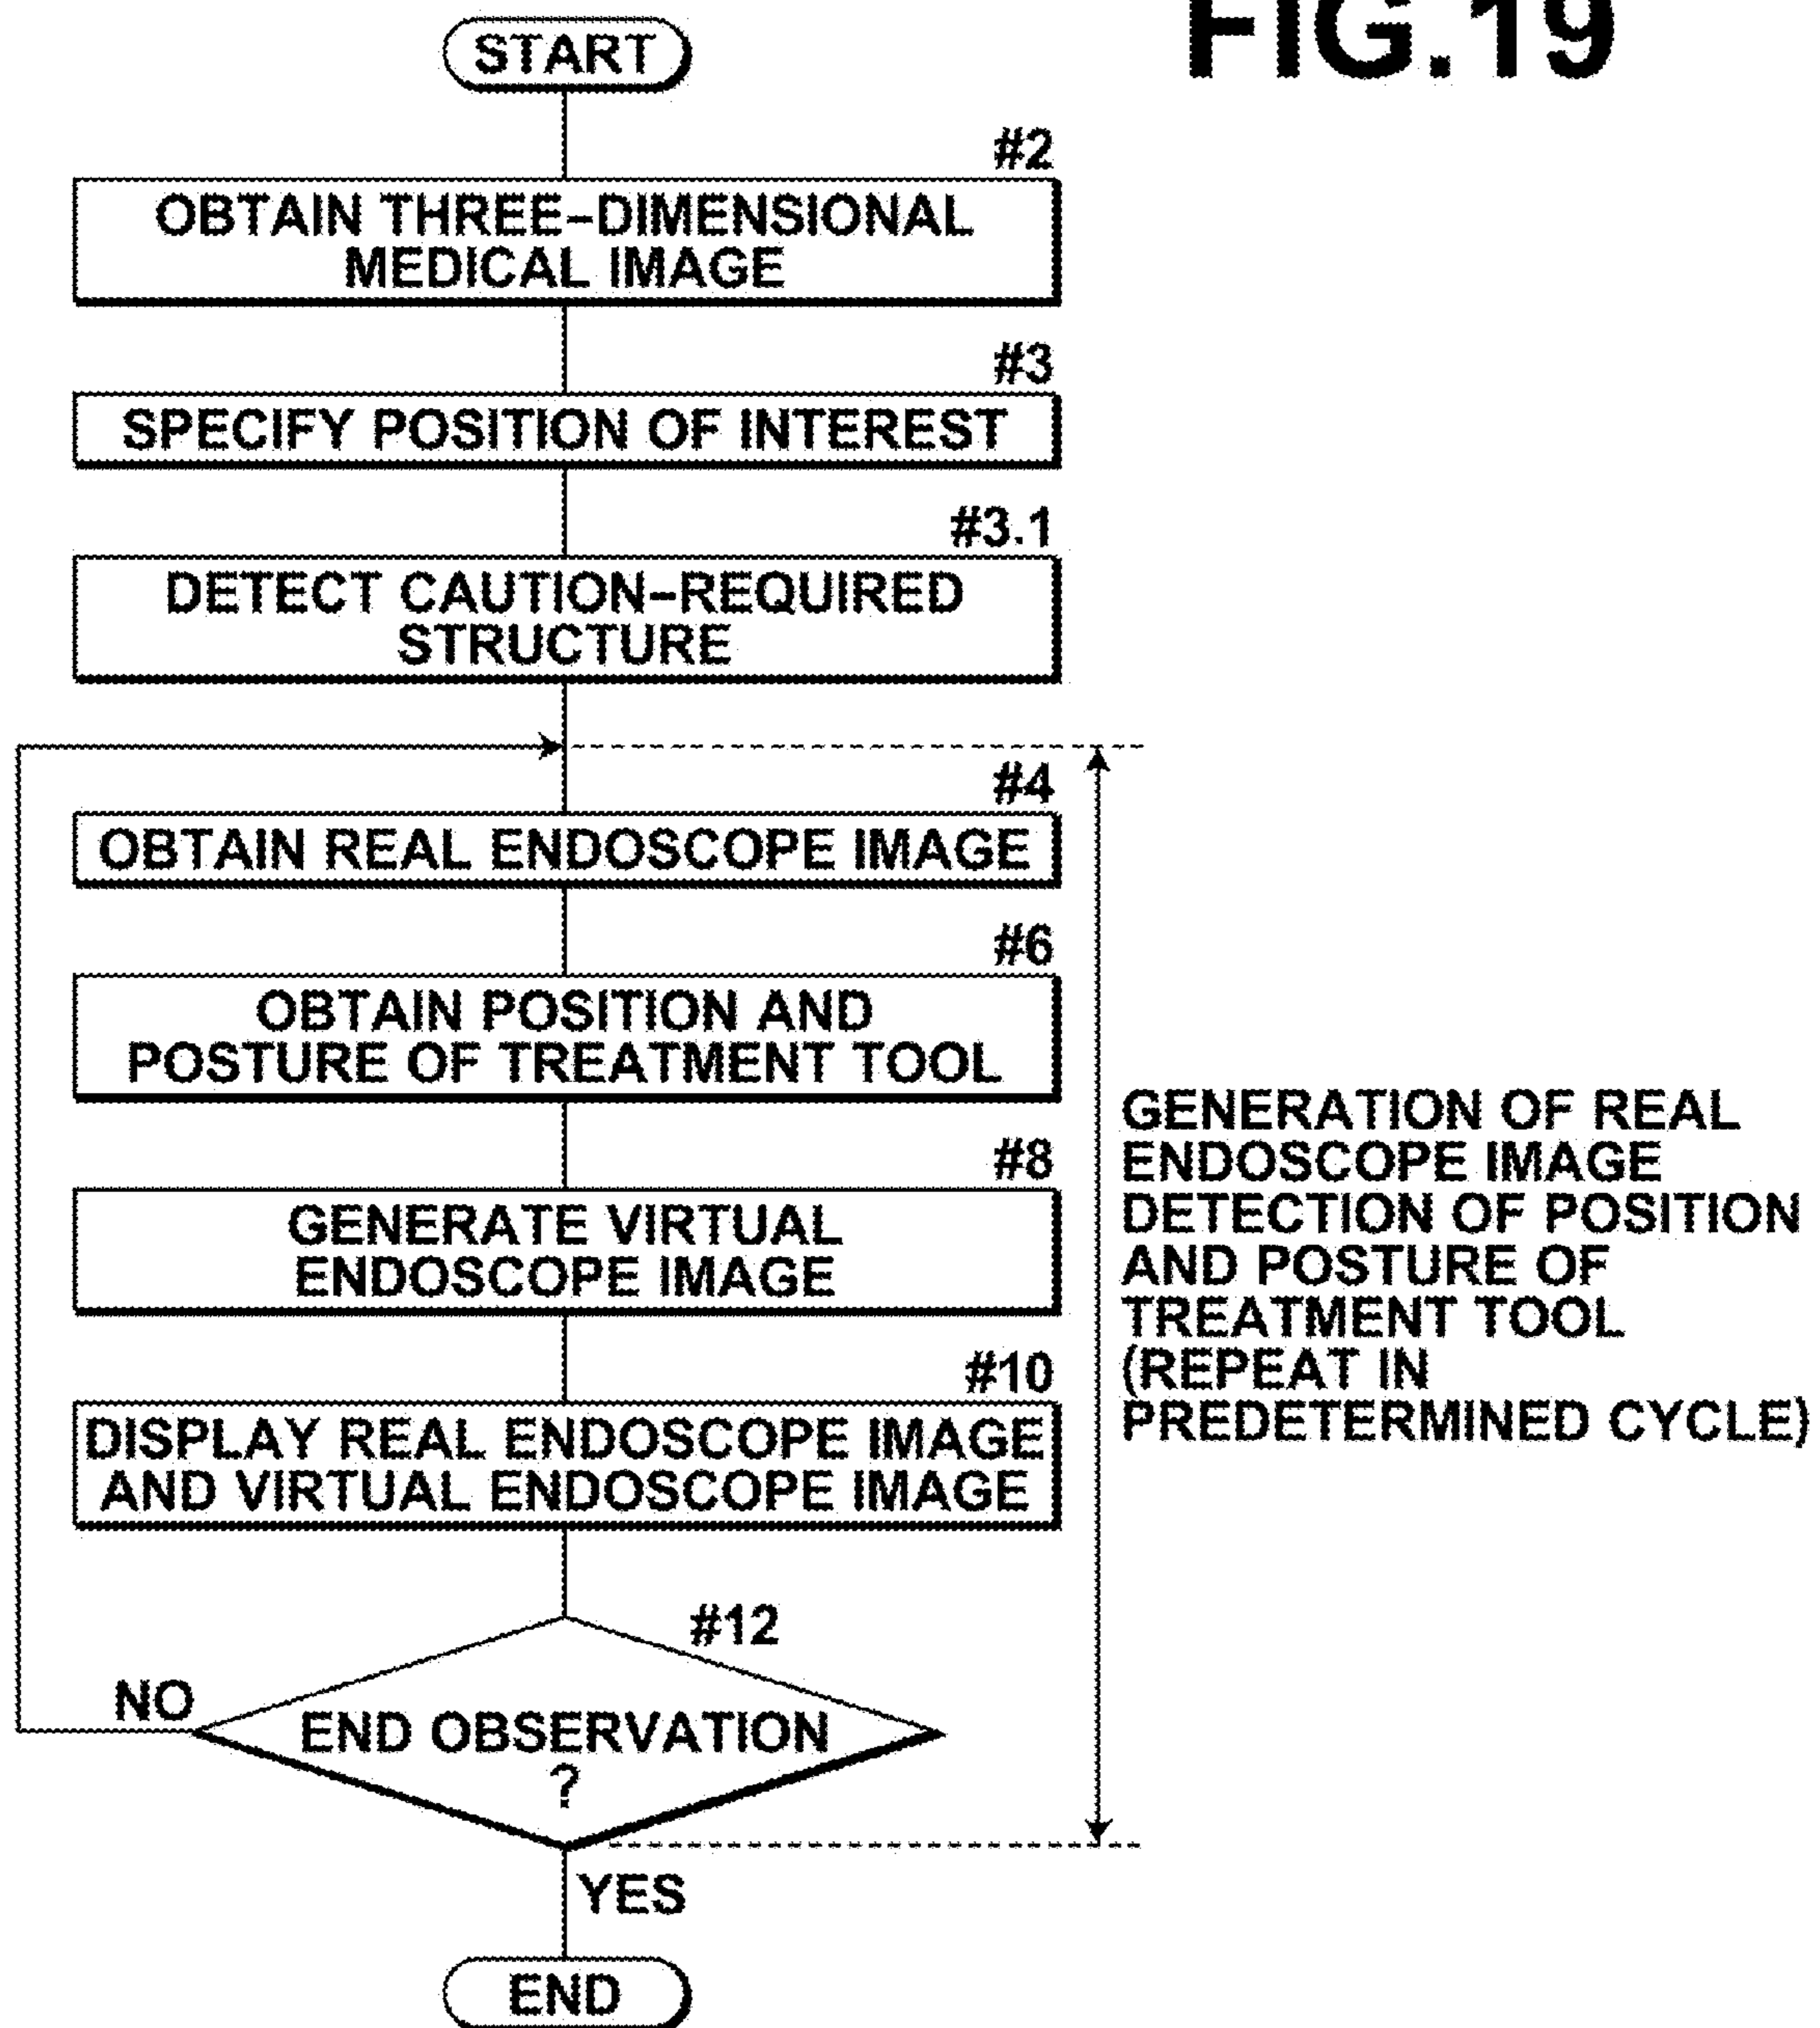 FIG.19
START
#2
OBTAIN THREE-DIMENSIONAL
MEDICAL IMAGE
#3
SPECIFY POSITION OF INTEREST
#3.1
DETECT CAUTION-REQUIRED
STRUCTURE
#4
OBTAIN REAL ENDOSCOPE IMAGE
#6
OBTAIN POSITION AND
POSTURE OF TREATMENT TOOL
#8
GENERATE VIRTUAL
ENDOSCOPE IMAGE
#10
DISPLAY REAL ENDOSCOPE IMAGE
AND VIRTUAL ENDOSCOPE IMAGE
#12
END OBSERVATION
?
NO
YES
END
GENERATION OF REAL
ENDOSCOPE IMAGE
DETECTION OF POSITION
AND POSTURE OF
TREATMENT TOOL
(REPEAT IN
PREDETERMINED CYCLE)